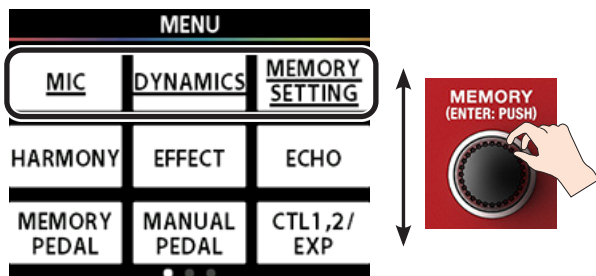 MENU
MIC DYNAMICS MEMORY
SETTING
HARMONY EFFECT ECHO
MEMORY
PEDAL MANUAL
PEDAL CTL1,2/
EXP
MEMORY
(ENTER: PUSH)